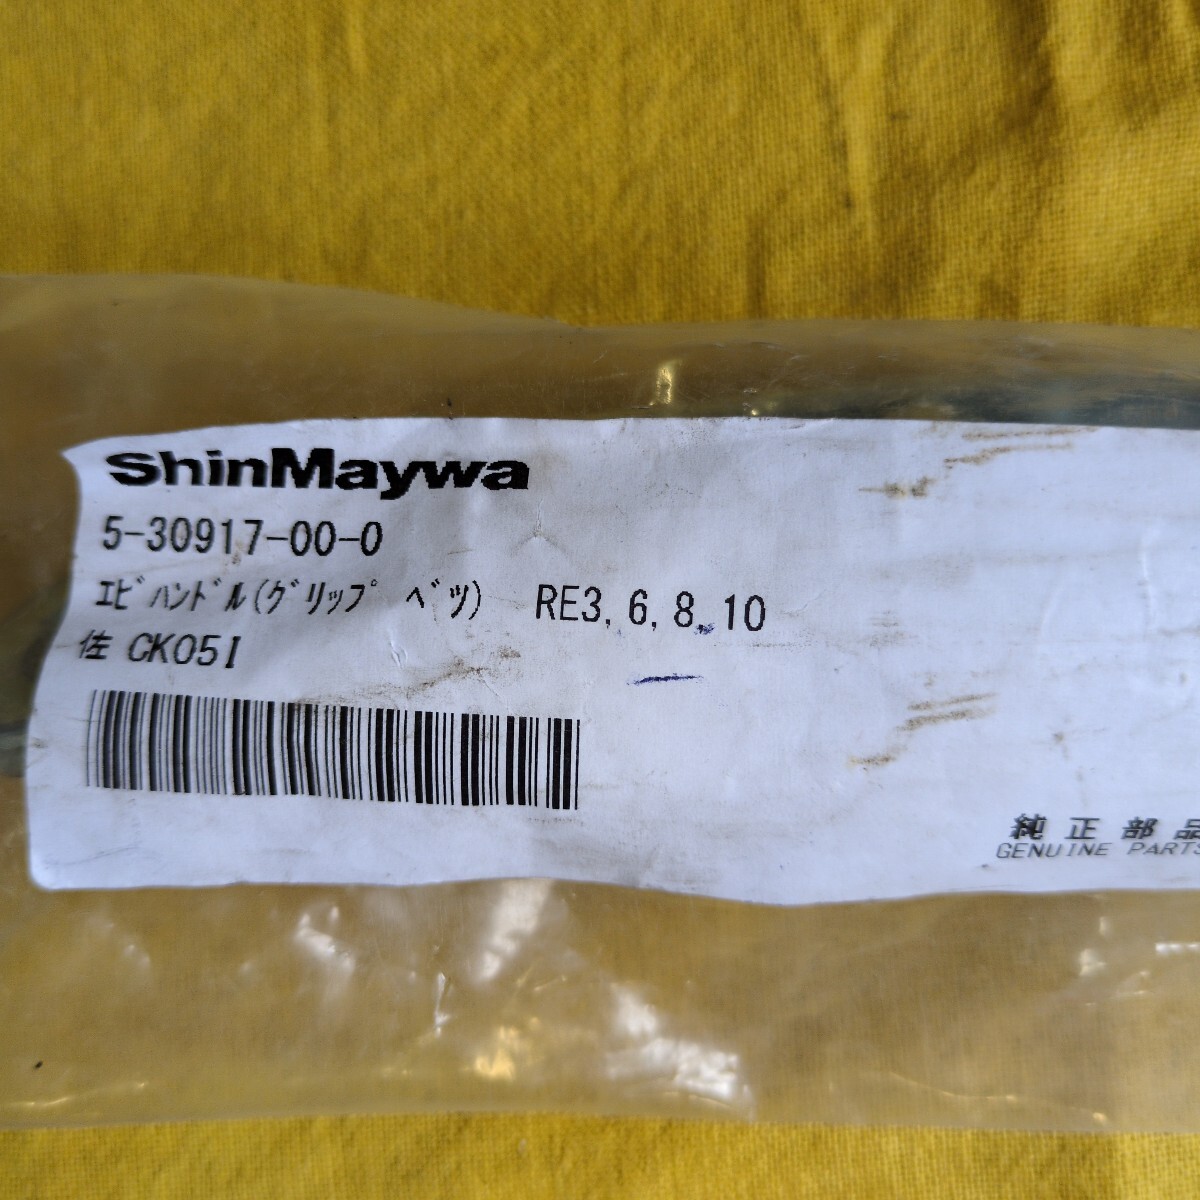 ShinMaywa
5-30917-00-0
ｴﾋﾞﾊﾝﾄﾞﾙ(ｸﾞﾘｯﾌﾟ ﾍﾞﾂ) RE3, 6, 8, 10
佐 CK05I
純正部品
GENUINE PARTS